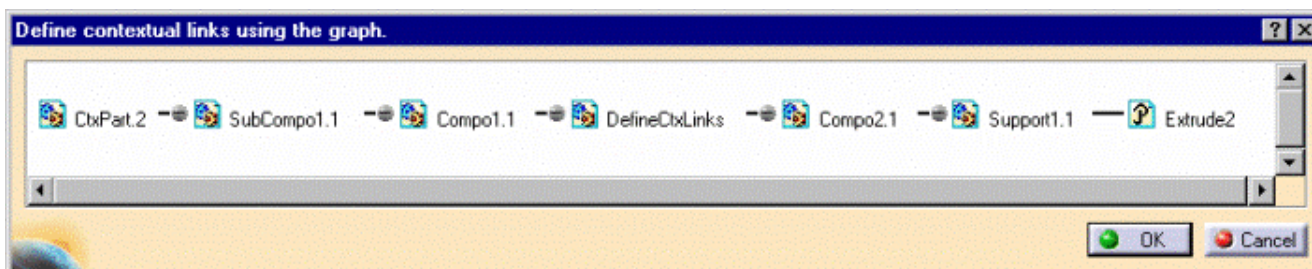 Define contextual links using the graph.
CtxPart.2 SubCompo1.1 Compo1.1 DefineCtxLinks Compo2.1 Support1.1 Extrude2
OK Cancel